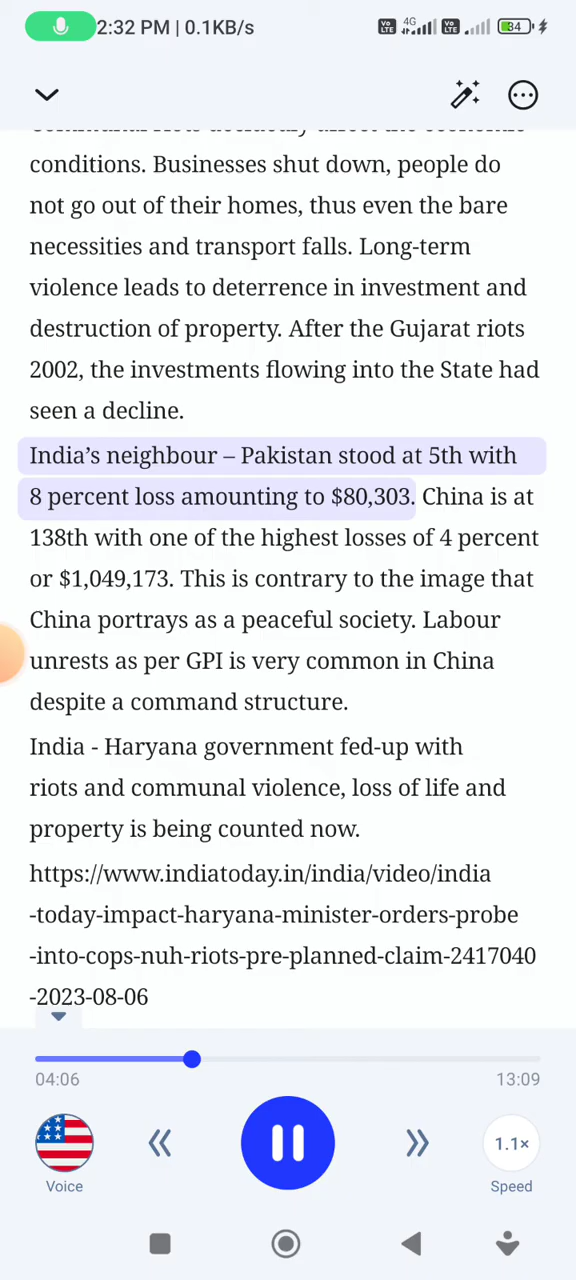 2:32 PM | 0.1KB/s
Vo LTE 4G Vo LTE 34
conditions. Businesses shut down, people do
not go out of their homes, thus even the bare
necessities and transport falls. Long-term
violence leads to deterrence in investment and
destruction of property. After the Gujarat riots
2002, the investments flowing into the State had
seen a decline.
India’s neighbour – Pakistan stood at 5th with
8 percent loss amounting to $80,303. China is at
138th with one of the highest losses of 4 percent
or $1,049,173. This is contrary to the image that
China portrays as a peaceful society. Labour
unrests as per GPI is very common in China
despite a command structure.
India - Haryana government fed-up with
riots and communal violence, loss of life and
property is being counted now.
https://www.indiatoday.in/india/video/india
-today-impact-haryana-minister-orders-probe
-into-cops-nuh-riots-pre-planned-claim-2417040
-2023-08-06
04:06
13:09
1.1×
Voice
Speed